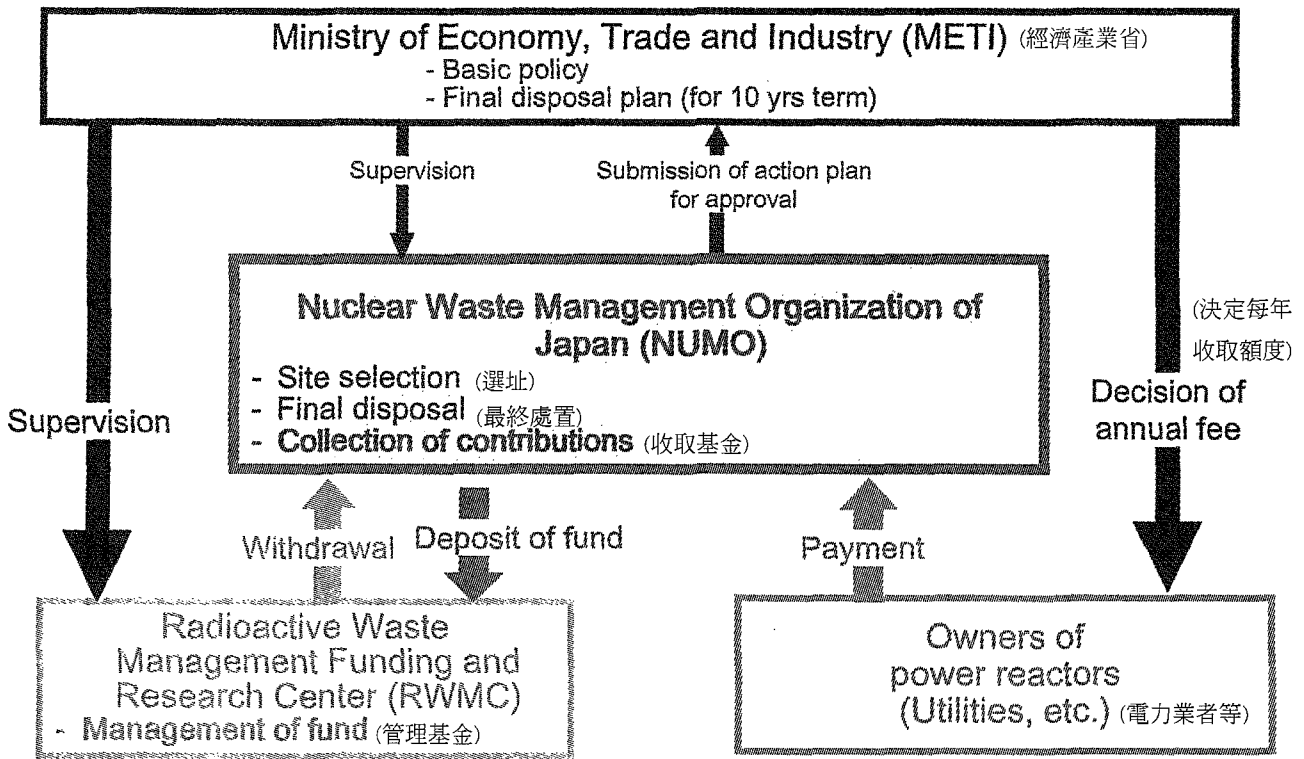 Ministry of Economy, Trade and Industry (METI) (經濟產業省)
- Basic policy
- Final disposal plan (for 10 yrs term)
Supervision
Submission of action plan
for approval
Nuclear Waste Management Organization of
Japan (NUMO)
- Site selection (選址)
- Final disposal (最終處置)
- Collection of contributions (收取基金)
(決定每年
收取額度)
Decision of
annual fee
Supervision
Withdrawal
Deposit of fund
Payment
Radioactive Waste
Management Funding and
Research Center (RWMC)
- Management of fund (管理基金)
Owners of
power reactors
(Utilities, etc.) (電力業者等)